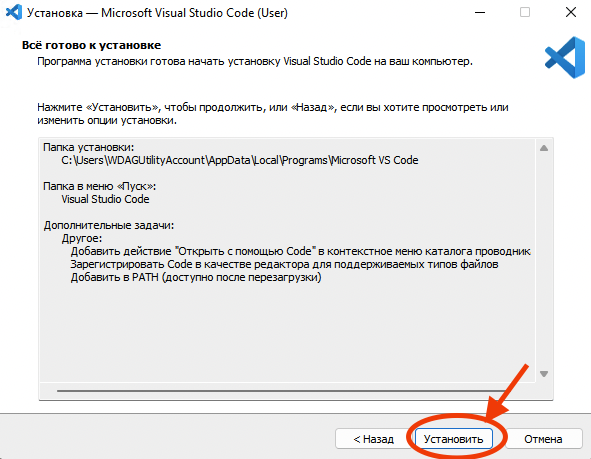 Установка — Microsoft Visual Studio Code (User)
Всё готово к установке
Программа установки готова начать установку Visual Studio Code на ваш компьютер.
Нажмите «Установить», чтобы продолжить, или «Назад», если вы хотите просмотреть или
изменить опции установки.
Папка установки:
C:\Users\WDAGUtilityAccount\AppData\Local\Programs\Microsoft VS Code
Папка в меню «Пуск»:
Visual Studio Code
Дополнительные задачи:
Другое:
Добавить действие "Открыть с помощью Code" в контекстное меню каталога проводник
Зарегистрировать Code в качестве редактора для поддерживаемых типов файлов
Добавить в PATH (доступно после перезагрузки)
< Назад Установить Отмена